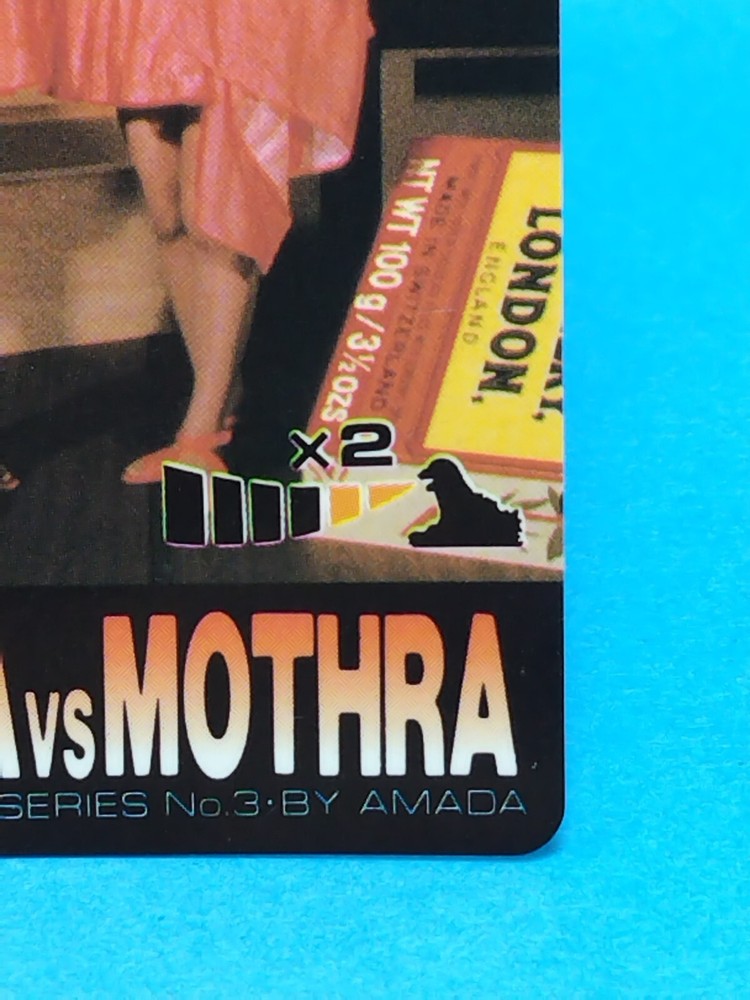 NT WT 100 g / 3½ OZS
MADE IN SWITZERLAND
LONDON,
ENGLAND
×2
A VS MOTHRA
SERIES No.3·BY AMADA